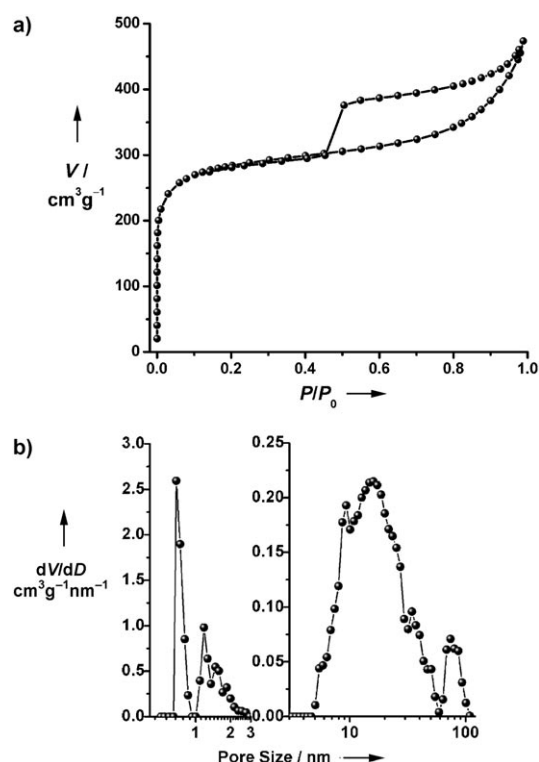 a)
500
400
V /
cm³g⁻¹
300
200
100
0
0.0 0.2 0.4 0.6 0.8 1.0
P/P₀
b)
3.0 0.25
2.5 0.20
dV/dD
cm³g⁻¹nm⁻¹
2.0
1.5 0.15
1.0 0.10
0.5 0.05
0.0 0.00
1 2 3 10 100
Pore Size / nm